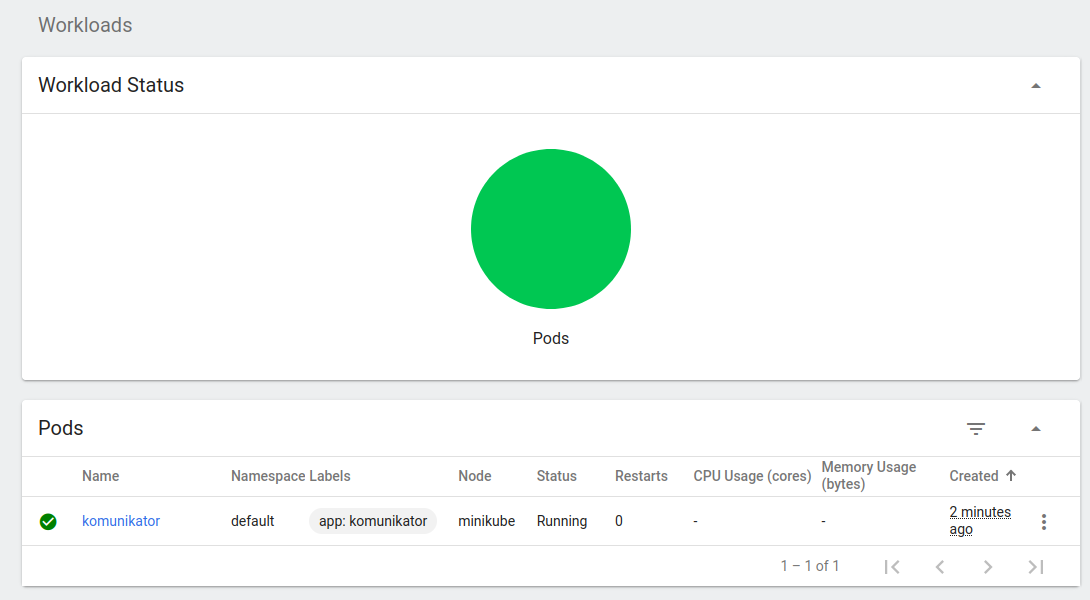 Workloads
Workload Status
Pods
Pods
Name Namespace Labels Node Status Restarts CPU Usage (cores) Memory Usage (bytes) Created
komunikator default app: komunikator minikube Running 0 - - 2 minutes ago
1 – 1 of 1